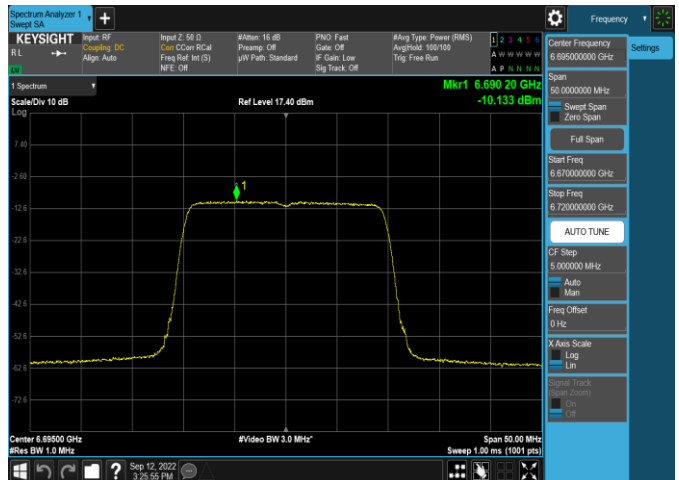 Spectrum Analyzer 1
Swept SA
Frequency
KEYSIGHT
RL
Input: RF
Coupling: DC
Align: Auto
Input Z: 50 Ω
Corr CCorr RCal
Freq Ref: Int (S)
NFE: Off
#Atten: 16 dB
Preamp: Off
µW Path: Standard
PNO: Fast
Gate: Off
IF Gain: Low
Sig Track: Off
#Avg Type: Power (RMS)
Avg|Hold: 100/100
Trig: Free Run
1 2 3 4 5 6
A W W W W W
A P N N N N
1 Spectrum
Scale/Div 10 dB
Log
Ref Level 17.40 dBm
Mkr1 6.690 20 GHz
-10.133 dBm
7.40
-2.60
-12.6
-22.6
-32.6
-42.6
-52.6
-62.6
-72.6
1
Center 6.69500 GHz
#Res BW 1.0 MHz
#Video BW 3.0 MHz*
Span 50.00 MHz
Sweep 1.00 ms (1001 pts)
Sep 12, 2022
3:25:55 PM
Center Frequency
6.695000000 GHz
Settings
Span
50.0000000 MHz
Swept Span
Zero Span
Full Span
Start Freq
6.670000000 GHz
Stop Freq
6.720000000 GHz
AUTO TUNE
CF Step
5.000000 MHz
Auto
Man
Freq Offset
0 Hz
X Axis Scale
Log
Lin
Signal Track
(Span Zoom)
On
Off